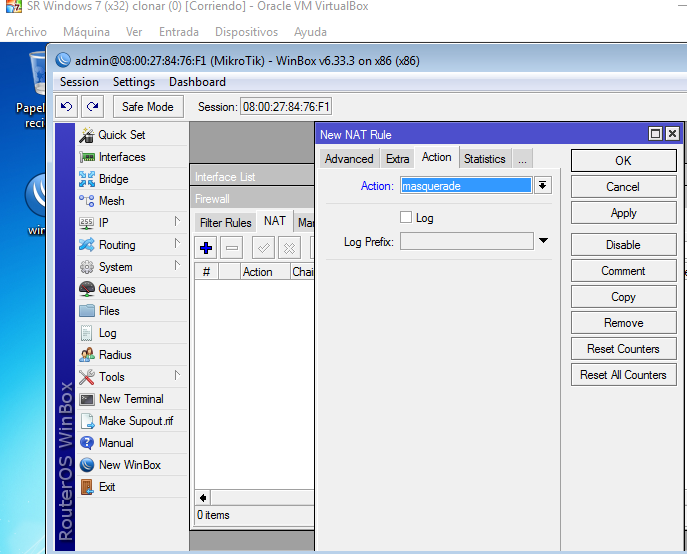 SR Windows 7 (x32) clonar (0) [Corriendo] - Oracle VM VirtualBox
Archivo Máquina Ver Entrada Dispositivos Ayuda
admin@08:00:27:84:76:F1 (MikroTik) - WinBox v6.33.3 on x86 (x86)
Session Settings Dashboard
Safe Mode Session: 08:00:27:84:76:F1
Papel
reci
win
RouterOS WinBox
Quick Set
Interfaces
Bridge
Mesh
IP
Routing
System
Queues
Files
Log
Radius
Tools
New Terminal
Make Supout.rif
Manual
New WinBox
Exit
Interface List
Firewall
Filter Rules NAT Ma
# Action Chai
0 items
New NAT Rule
Advanced Extra Action Statistics ...
Action: masquerade
Log
Log Prefix:
OK
Cancel
Apply
Disable
Comment
Copy
Remove
Reset Counters
Reset All Counters